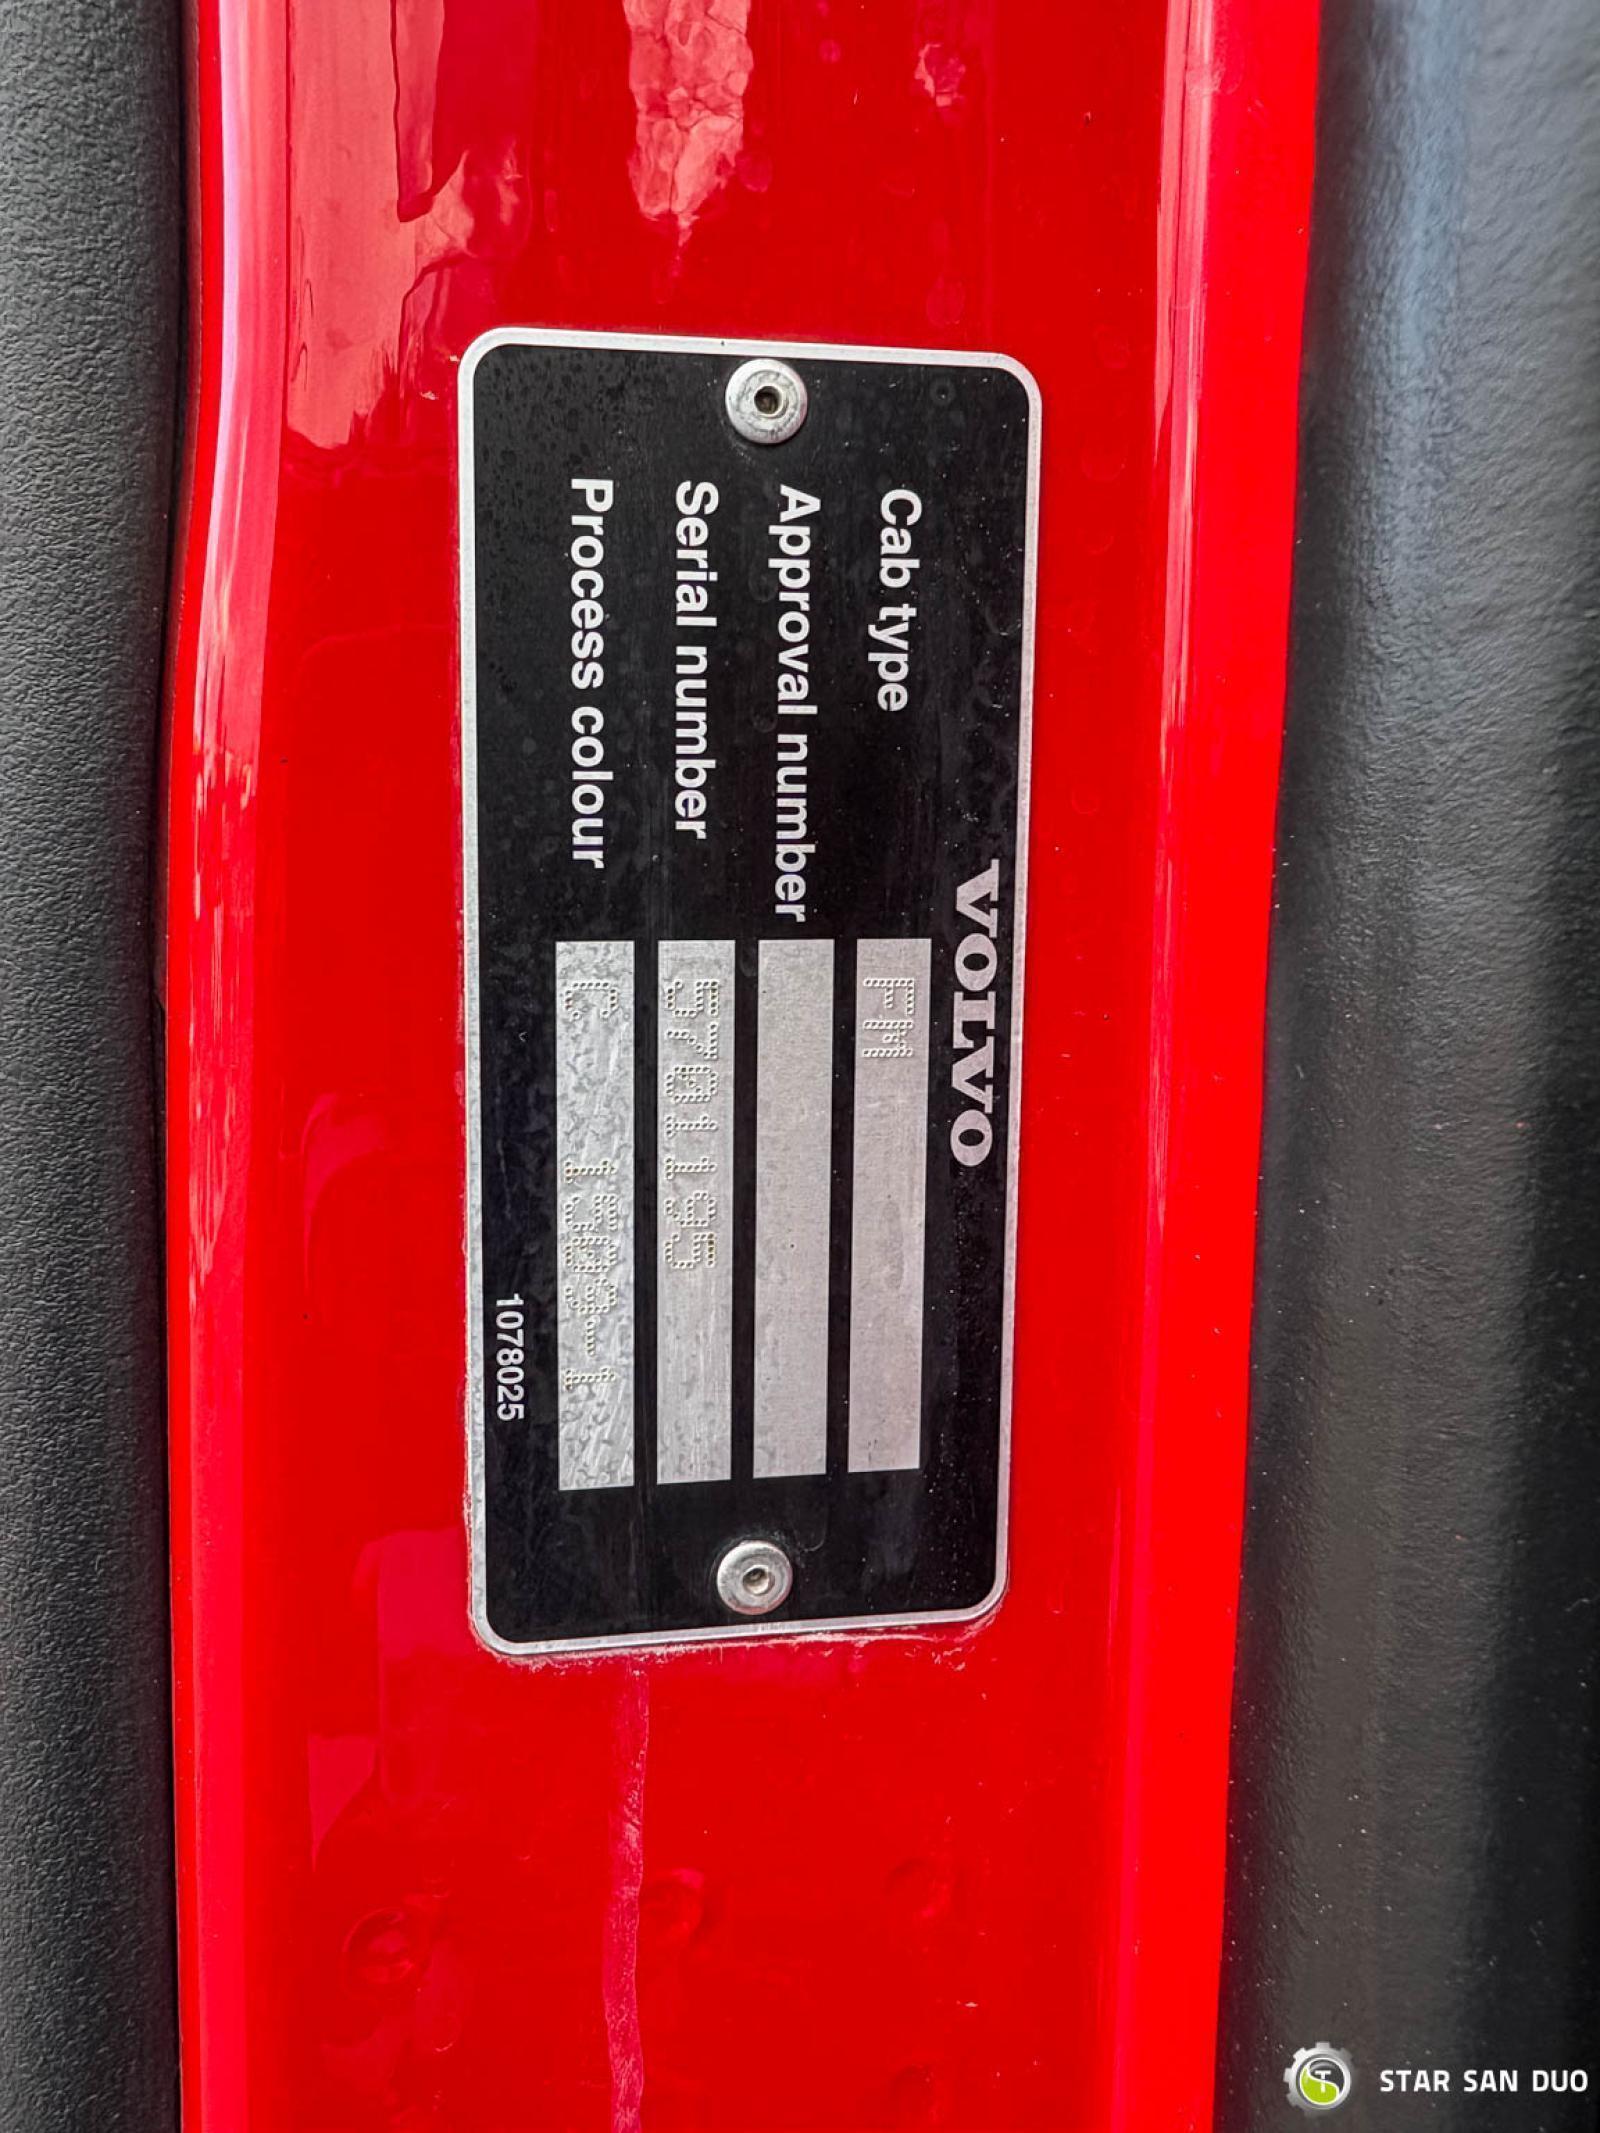 VOLVO
Cab type FM
Approval number
Serial number 5701195
Process colour C
1078025
STAR SAN DUO